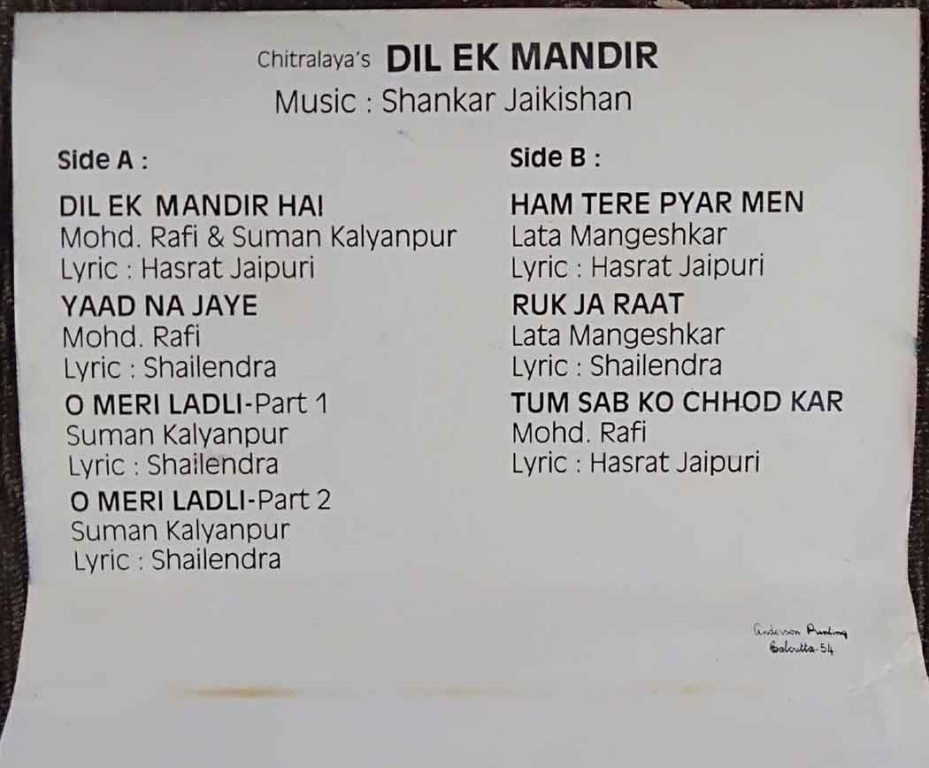 Chitralaya's DIL EK MANDIR
Music : Shankar Jaikishan
Side A :
DIL EK MANDIR HAI
Mohd. Rafi & Suman Kalyanpur
Lyric : Hasrat Jaipuri
YAAD NA JAYE
Mohd. Rafi
Lyric : Shailendra
O MERI LADLI-Part 1
Suman Kalyanpur
Lyric : Shailendra
O MERI LADLI-Part 2
Suman Kalyanpur
Lyric : Shailendra
Side B :
HAM TERE PYAR MEN
Lata Mangeshkar
Lyric : Hasrat Jaipuri
RUK JA RAAT
Lata Mangeshkar
Lyric : Shailendra
TUM SAB KO CHHOD KAR
Mohd. Rafi
Lyric : Hasrat Jaipuri
Anderson Printing
Calcutta-54